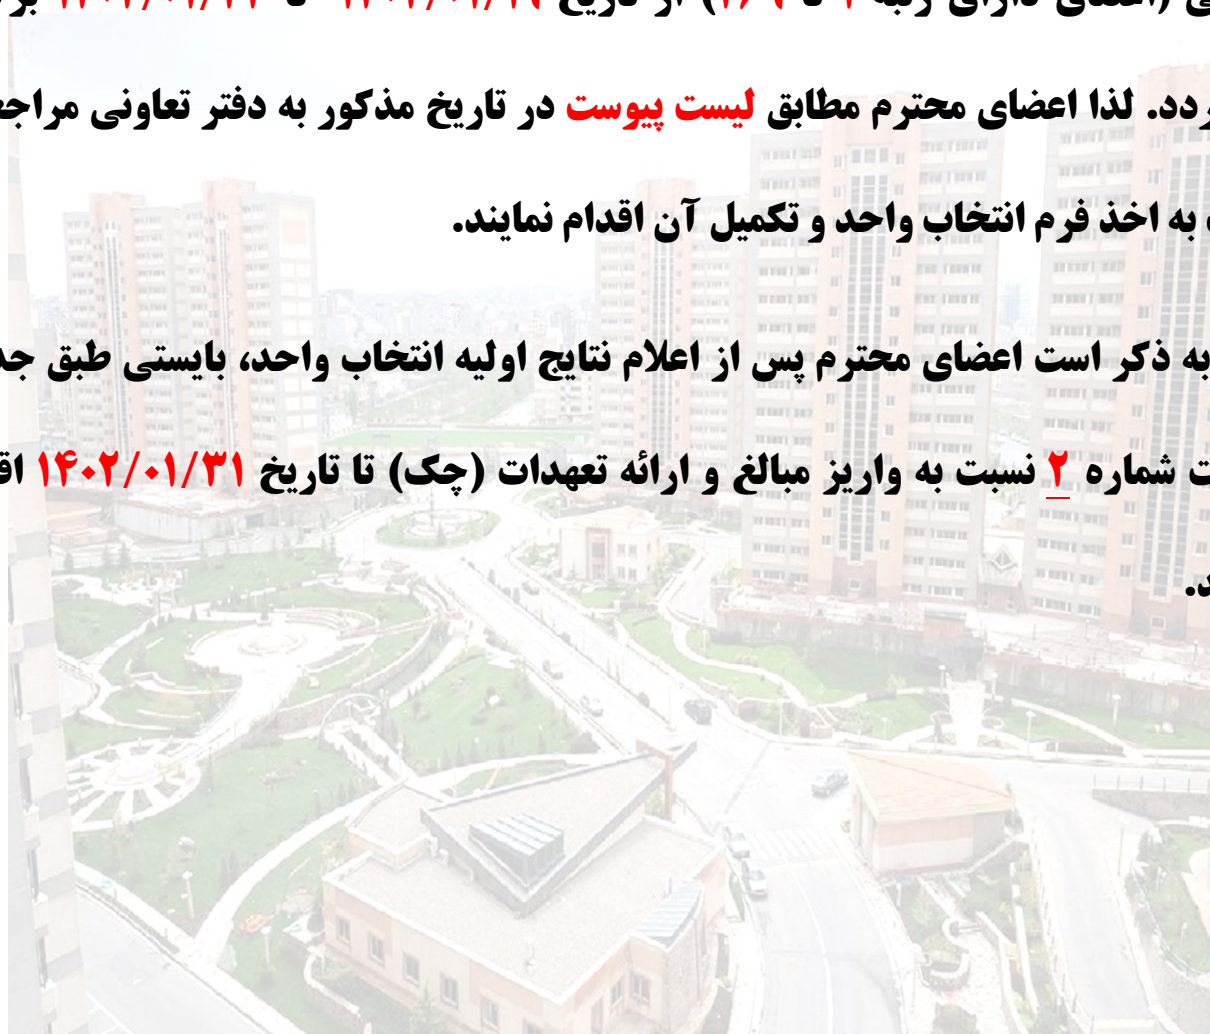 ردد. لذا اعضای محترم مطابق لیست پیوست در تاریخ مذکور به دفتر تعاونی مراجع
به اخذ فرم انتخاب واحد و تکمیل آن اقدام نمایند.
به ذکر است اعضای محترم پس از اعلام نتایج اولیه انتخاب واحد، بایستی طبق جد
ت شماره ۲ نسبت به واریز مبالغ و ارائه تعهدات (چک) تا تاریخ ۱۴۰۲/۰۱/۳۱ اق
د.